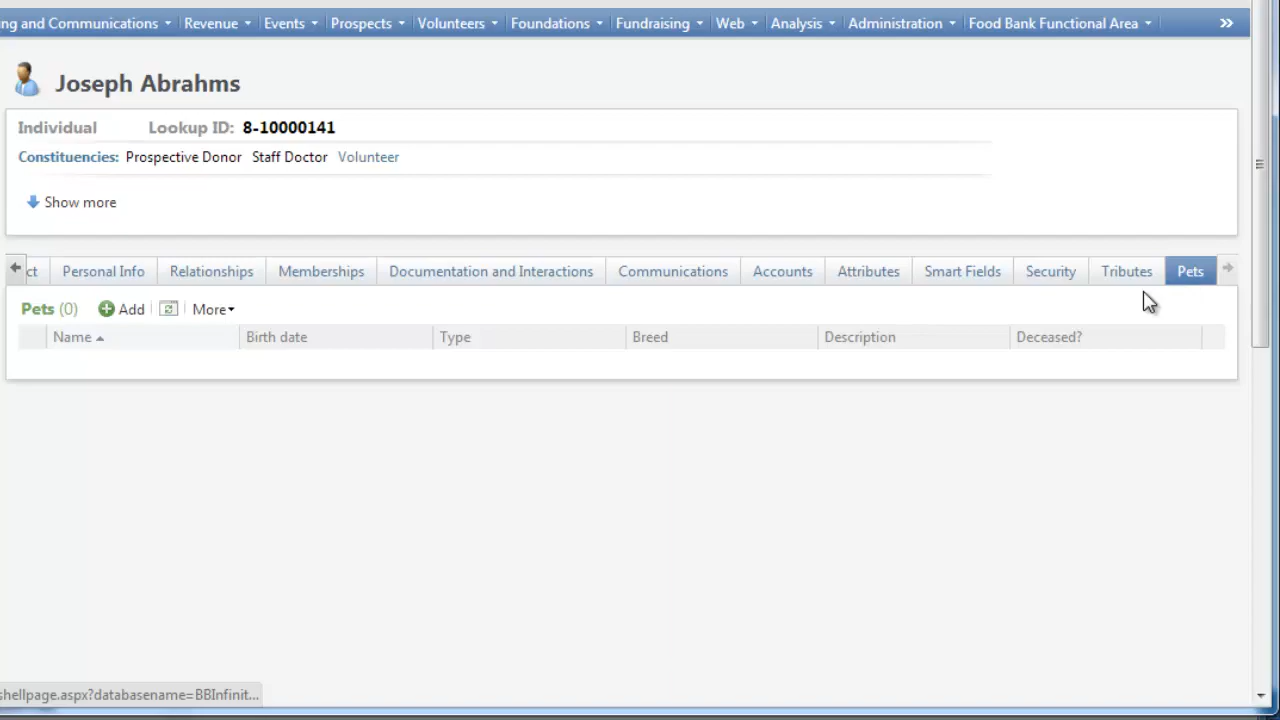 ng and Communications Revenue Events Prospects Volunteers Foundations Fundraising Web Analysis Administration Food Bank Functional Area »
Joseph Abrahms
Individual Lookup ID: 8-10000141
Constituencies: Prospective Donor Staff Doctor Volunteer
Show more
ct Personal Info Relationships Memberships Documentation and Interactions Communications Accounts Attributes Smart Fields Security Tributes Pets
Pets (0) Add More
Name Birth date Type Breed Description Deceased?
shellpage.aspx?databasename=BBInfinit...